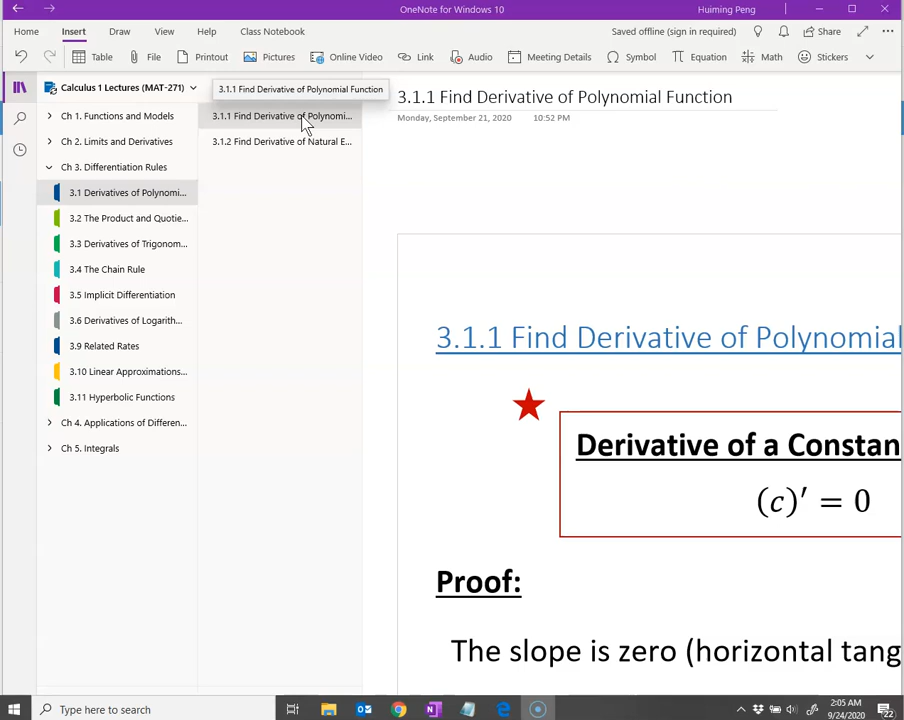 OneNote for Windows 10
Huiming Peng
Home
Insert
Draw
View
Help
Class Notebook
Saved offline (sign in required)
Share
Table
File
Printout
Pictures
Online Video
Link
Audio
Meeting Details
Symbol
Equation
Math
Stickers
Calculus 1 Lectures (MAT-271)
Ch 1. Functions and Models
Ch 2. Limits and Derivatives
Ch 3. Differentiation Rules
3.1 Derivatives of Polynomi...
3.2 The Product and Quotie...
3.3 Derivatives of Trigonom...
3.4 The Chain Rule
3.5 Implicit Differentiation
3.6 Derivatives of Logarith...
3.9 Related Rates
3.10 Linear Approximations...
3.11 Hyperbolic Functions
Ch 4. Applications of Differen...
Ch 5. Integrals
3.1.1 Find Derivative of Polynomial Function
3.1.1 Find Derivative of Polynomi...
3.1.2 Find Derivative of Natural E...
3.1.1 Find Derivative of Polynomial Function
Monday, September 21, 2020 10:52 PM
3.1.1 Find Derivative of Polynomial
Derivative of a Constan
(c)′ = 0
Proof:
The slope is zero (horizontal tang
Type here to search
2:05 AM
9/24/2020
22